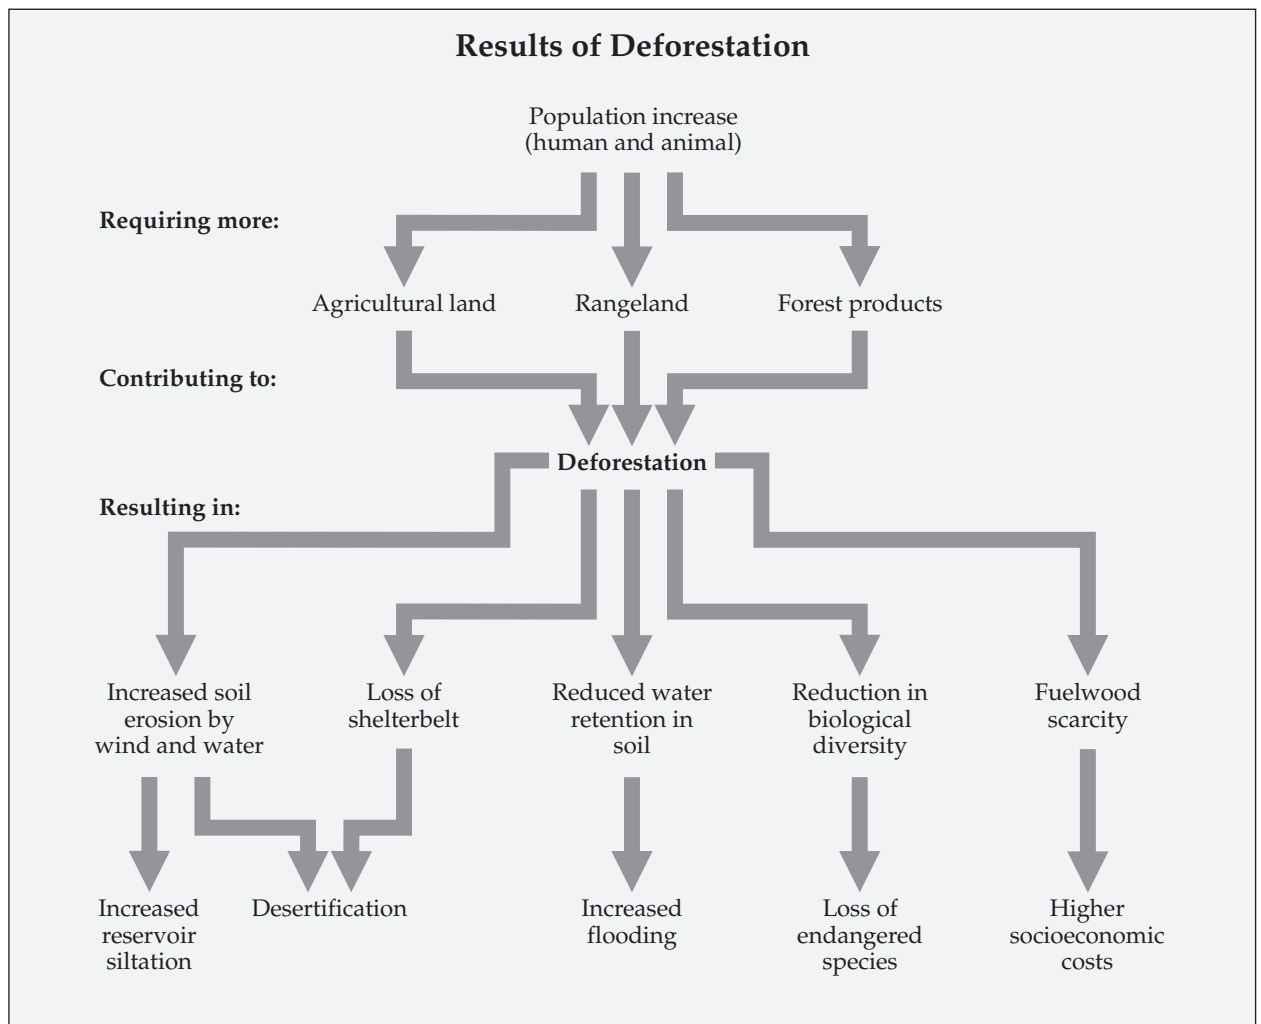 Results of Deforestation
Population increase
(human and animal)
Requiring more:
Agricultural land
Rangeland
Forest products
Contributing to:
Deforestation
Resulting in:
Increased soil
erosion by
wind and water
Loss of
shelterbelt
Reduced water
retention in
soil
Reduction in
biological
diversity
Fuelwood
scarcity
Increased
reservoir
siltation
Desertification
Increased
flooding
Loss of
endangered
species
Higher
socioeconomic
costs